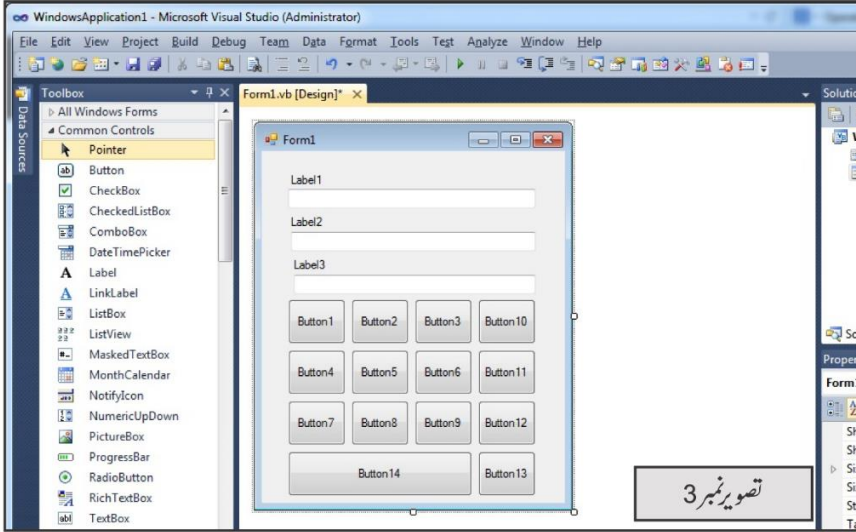 WindowsApplication1 - Microsoft Visual Studio (Administrator)
File Edit View Project Build Debug Team Data Format Tools Test Analyze Window Help
Data Sources
Toolbox
All Windows Forms
Common Controls
Pointer
Button
CheckBox
CheckedListBox
ComboBox
DateTimePicker
Label
LinkLabel
ListBox
ListView
MaskedTextBox
MonthCalendar
NotifyIcon
NumericUpDown
PictureBox
ProgressBar
RadioButton
RichTextBox
TextBox
Form1.vb [Design]*
Form1
Label1
Label2
Label3
Button1 Button2 Button3 Button10
Button4 Button5 Button6 Button11
Button7 Button8 Button9 Button12
Button14 Button13
تصویر نمبر 3